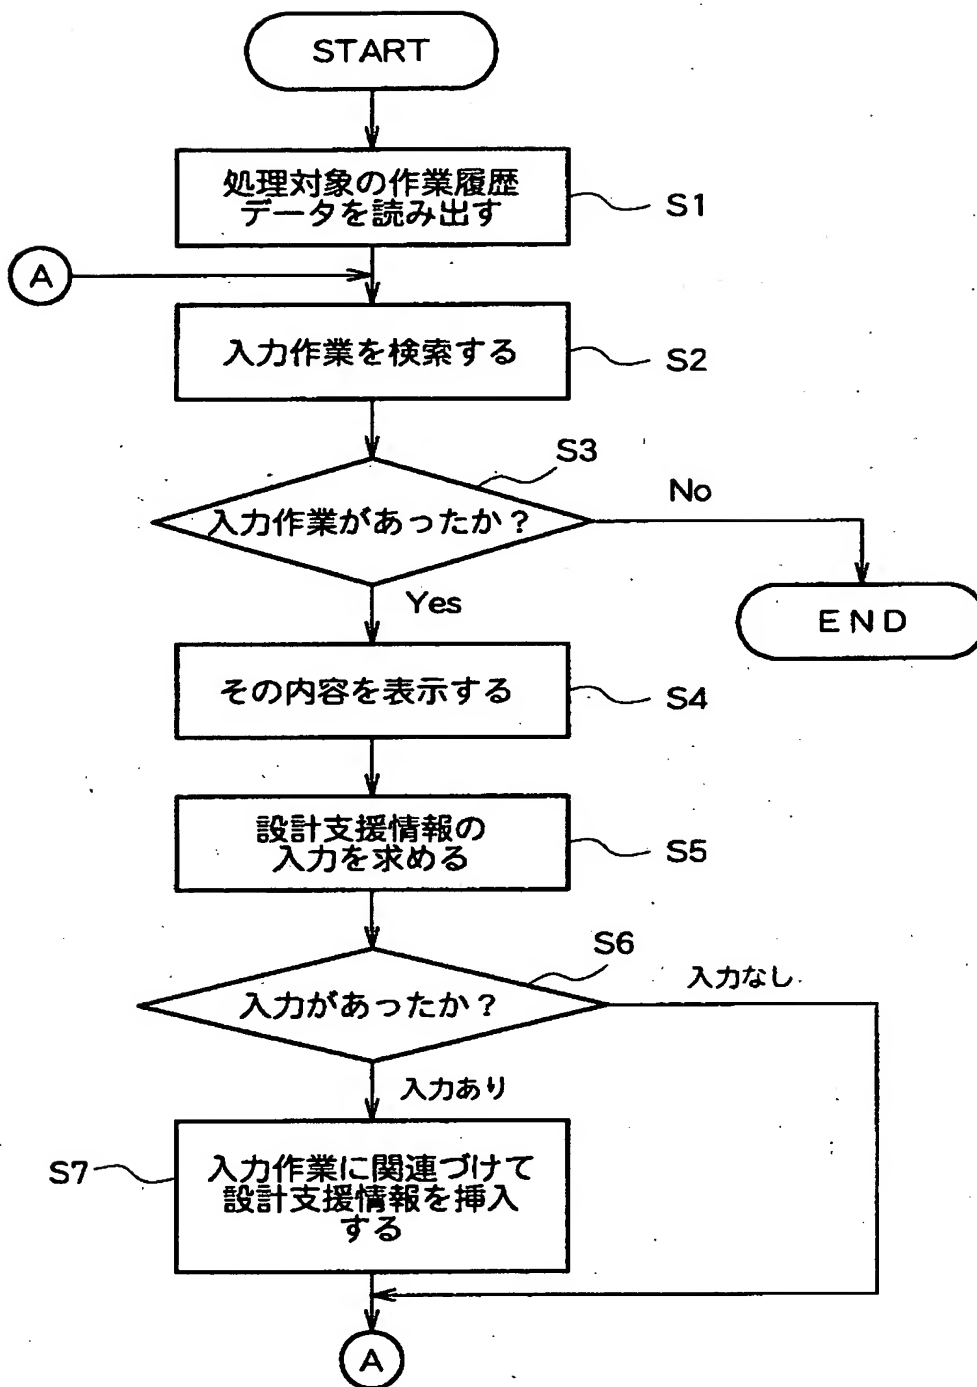 START
処理対象の作業履歴
データを読み出す
S1
A
入力作業を検索する
S2
S3
入力作業があったか？
No
Yes
END
その内容を表示する
S4
設計支援情報の
入力を求める
S5
S6
入力があったか？
入力なし
入力あり
S7
入力作業に関連づけて
設計支援情報を挿入
する
A